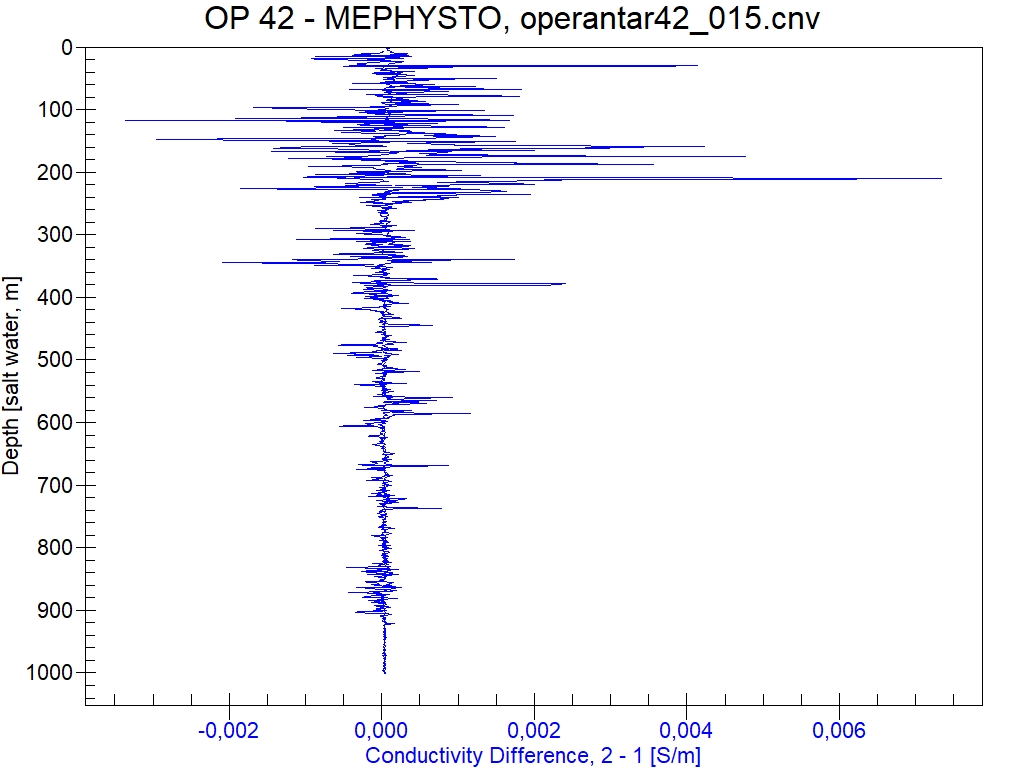 OP 42 - MEPHYSTO, operantar42_015.cnv
0
100
200
300
400
500
600
700
800
900
1000
Depth [salt water, m]
-0,002 0,000 0,002 0,004 0,006
Conductivity Difference, 2 - 1 [S/m]